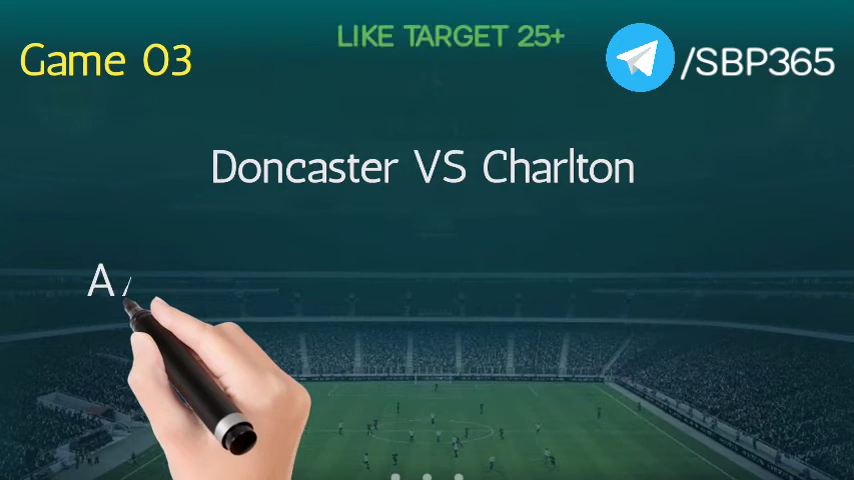 LIKE TARGET 25+
Game 03
/SBP365
Doncaster VS Charlton
A